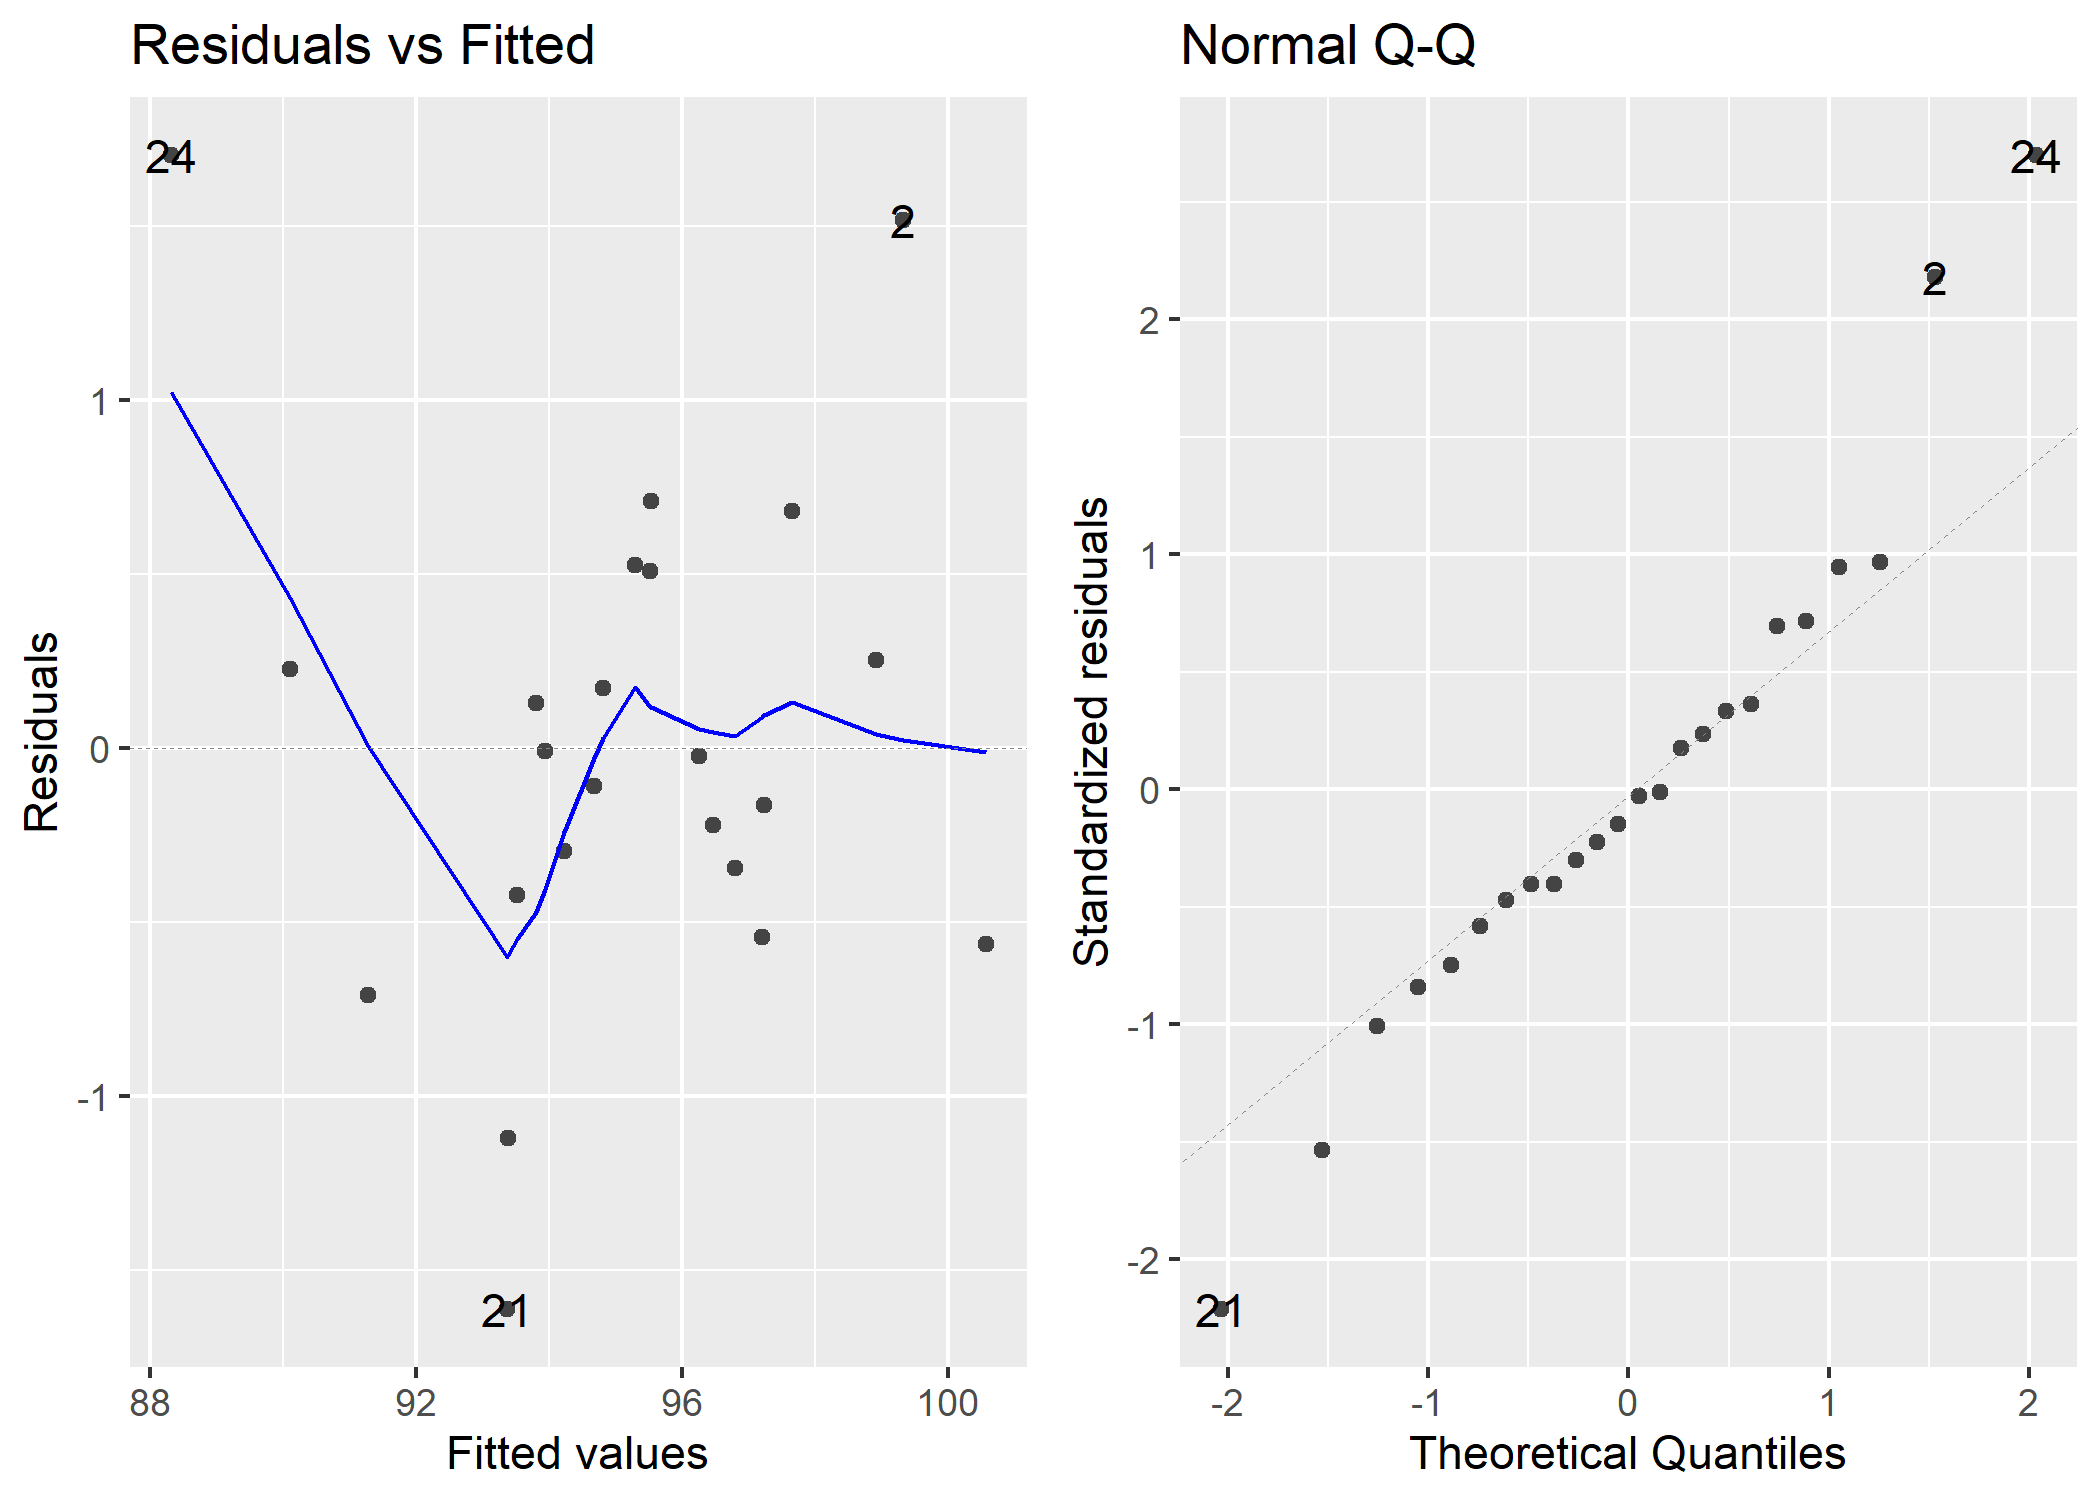 Residuals vs Fitted
24
2
1
0
-1
21
88 92 96 100
Residuals
Fitted values
Normal Q-Q
24
2
2
1
0
-1
-2
21
-2 -1 0 1 2
Standardized residuals
Theoretical Quantiles